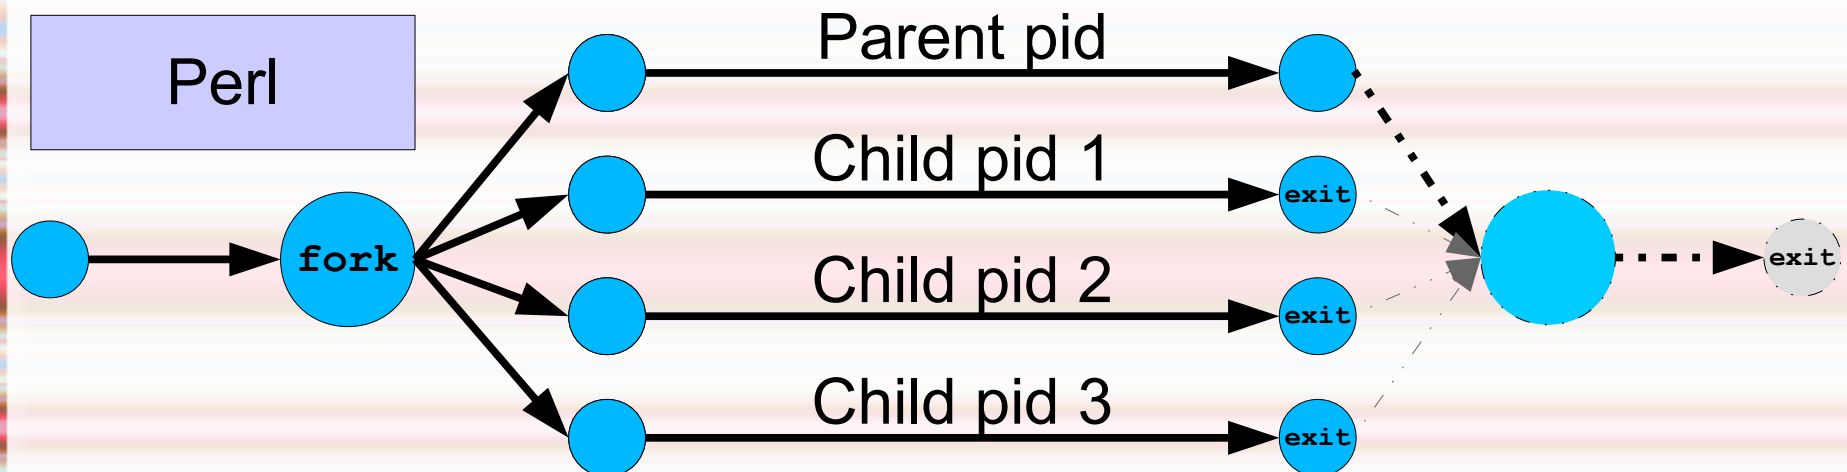 Perl
Parent pid
Child pid 1
exit
fork
exit
Child pid 2
exit
Child pid 3
exit